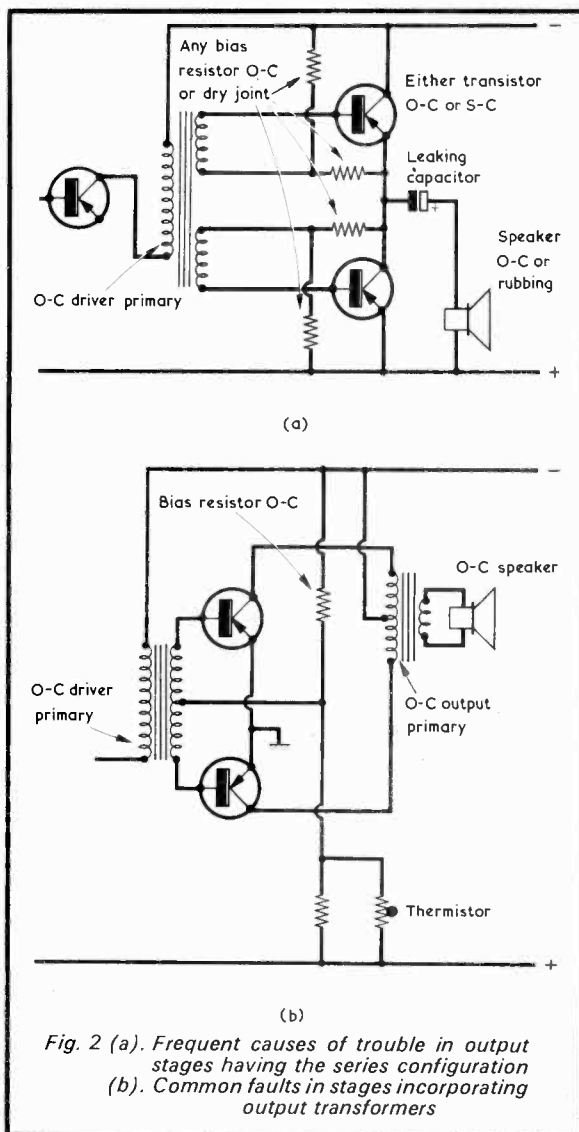 −
Any bias
resistor O-C
or dry joint
Either transistor
O-C or S-C
Leaking
capacitor
+
Speaker
O-C or
rubbing
O-C driver primary
+
(a)
−
Bias resistor O-C
O-C speaker
O-C driver
primary
O-C output
primary
Thermistor
+
(b)
Fig. 2 (a). Frequent causes of trouble in output
stages having the series configuration
(b). Common faults in stages incorporating
output transformers